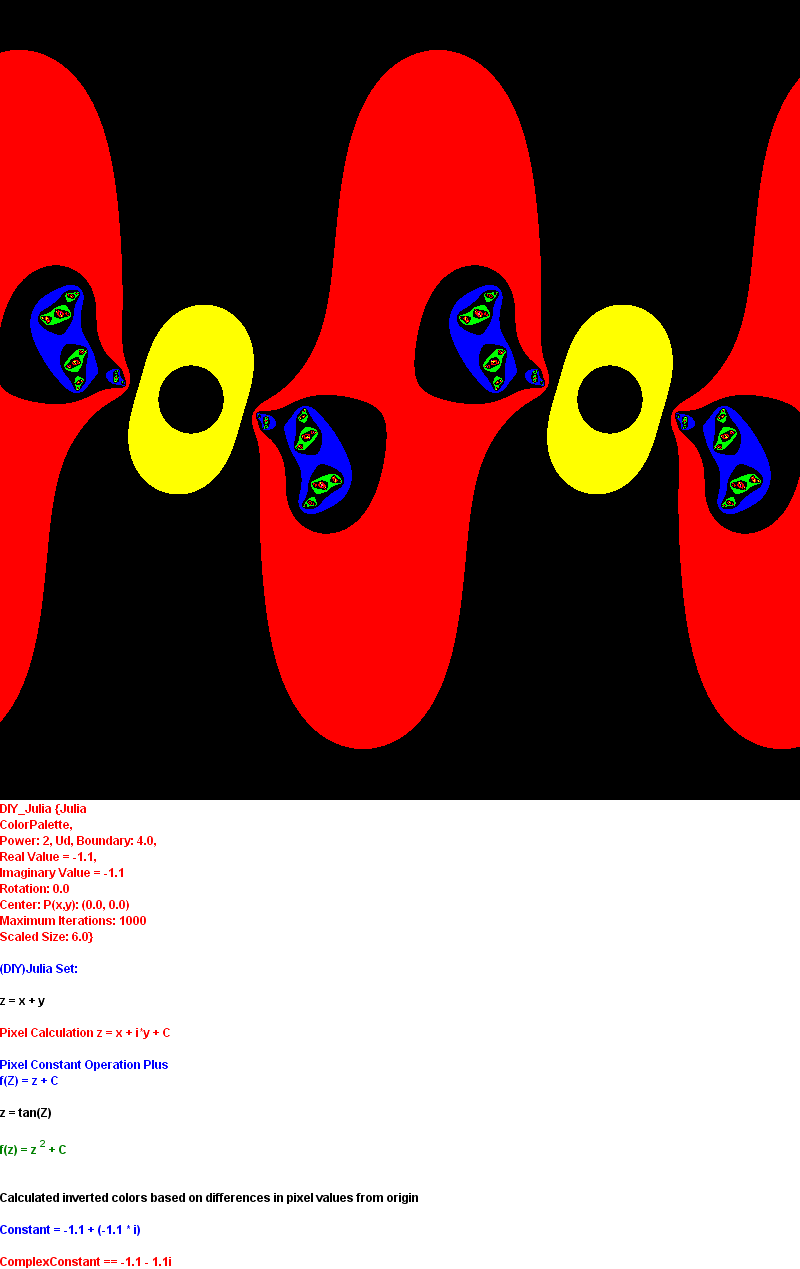 DIY_Julia {Julia
ColorPalette,
Power: 2, Ud, Boundary: 4.0,
Real Value = -1.1,
Imaginary Value = -1.1
Rotation: 0.0
Center: P(x,y): (0.0, 0.0)
Maximum Iterations: 1000
Scaled Size: 6.0}
(DIY)Julia Set:
z = x + y
Pixel Calculation z = x + i*y + C
Pixel Constant Operation Plus
f(Z) = z + C
z = tan(Z)
f(z) = z ² + C
Calculated inverted colors based on differences in pixel values from origin
Constant = -1.1 + (-1.1 * i)
ComplexConstant == -1.1 - 1.1i